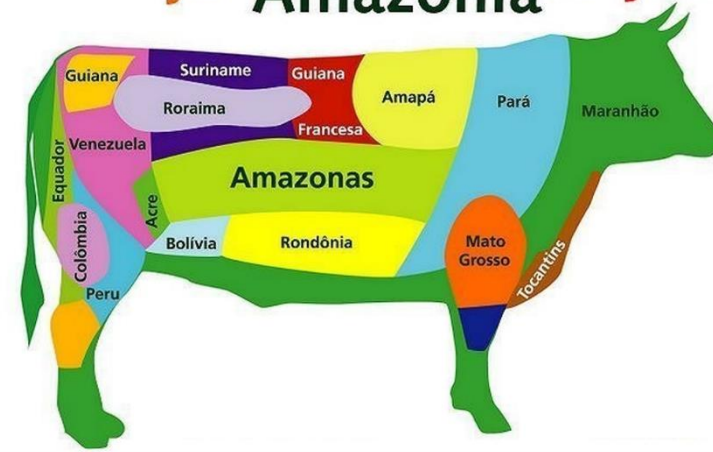 Amazônia
Guiana
Suriname
Guiana
Francesa
Roraima
Amapá
Pará
Maranhão
Venezuela
Equador
Amazonas
Acre
Colômbia
Bolívia
Rondônia
Mato
Grosso
Tocantins
Peru